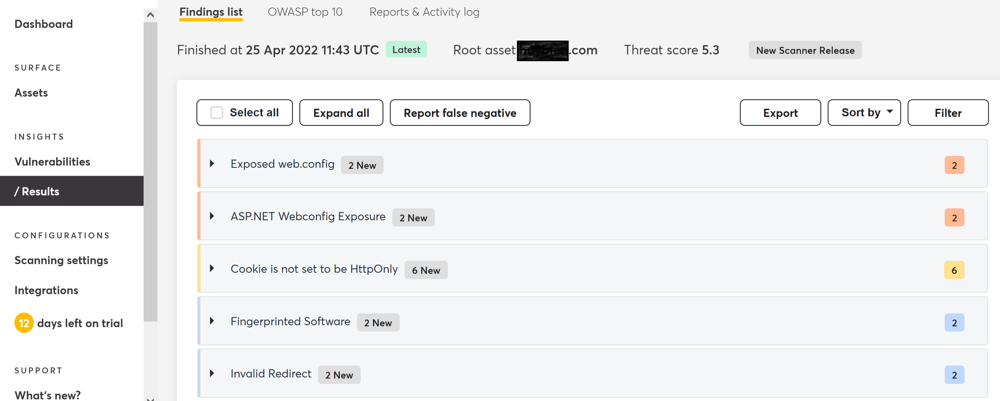 Dashboard
SURFACE
Assets
INSIGHTS
Vulnerabilities
/ Results
CONFIGURATIONS
Scanning settings
Integrations
12 days left on trial
SUPPORT
What's new?
Findings list OWASP top 10 Reports & Activity log
Finished at 25 Apr 2022 11:43 UTC Latest Root asset .com Threat score 5.3 New Scanner Release
Select all Expand all Report false negative Export Sort by Filter
Exposed web.config 2 New 2
ASP.NET Webconfig Exposure 2 New 2
Cookie is not set to be HttpOnly 6 New 6
Fingerprinted Software 2 New 2
Invalid Redirect 2 New 2